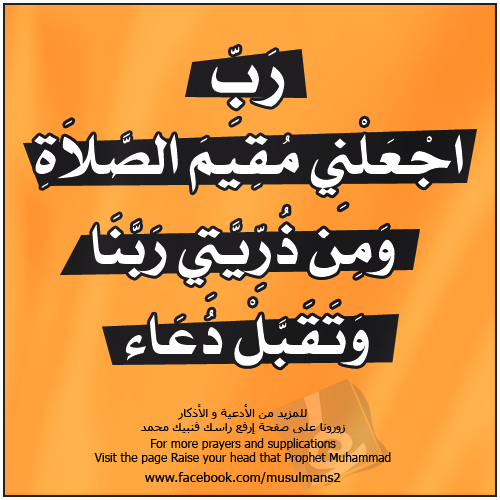 رَبِّ
اجْعَلْنِي مُقِيمَ الصَّلاَةِ
وَمِن ذُرِّيَّتِي رَبَّنَا
وَتَقَبَّلْ دُعَاء
للمزيد من الأدعية و الأذكار
زورونا على صفحة إرفع راسك فنبيك محمد
For more prayers and supplications
Visit the page Raise your head that Prophet Muhammad
www.facebook.com/musulmans2